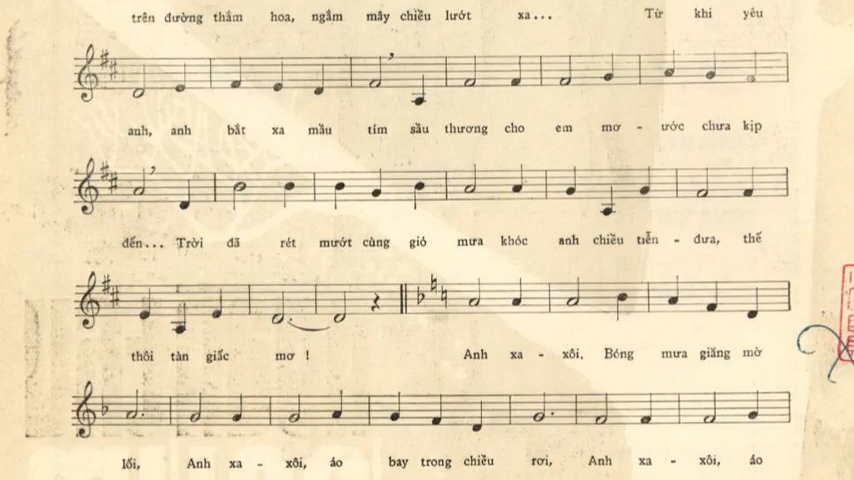 trên đường thắm hoa, ngắm mây chiều lướt xa... Từ khi yêu
anh, anh bắt xa mầu tím sầu thương cho em mơ - ước chưa kịp
đến... Trời đã rét mướt cùng gió mưa khóc anh chiều tiễn - đưa, thế
thôi tàn giấc mơ ! Anh xa - xôi. Bóng mưa giăng mờ
lối, Anh xa - xôi, áo bay trong chiều rơi, Anh xa - xôi, áo